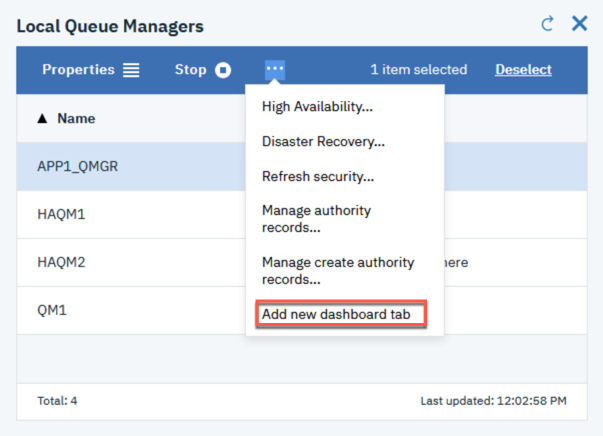 Local Queue Managers
Properties Stop ... 1 item selected Deselect
▲ Name
High Availability...
Disaster Recovery...
APP1_QMGR
Refresh security...
HAQM1
Manage authority
records...
HAQM2
Manage create authority
records...
QM1
Add new dashboard tab
Total: 4 Last updated: 12:02:58 PM